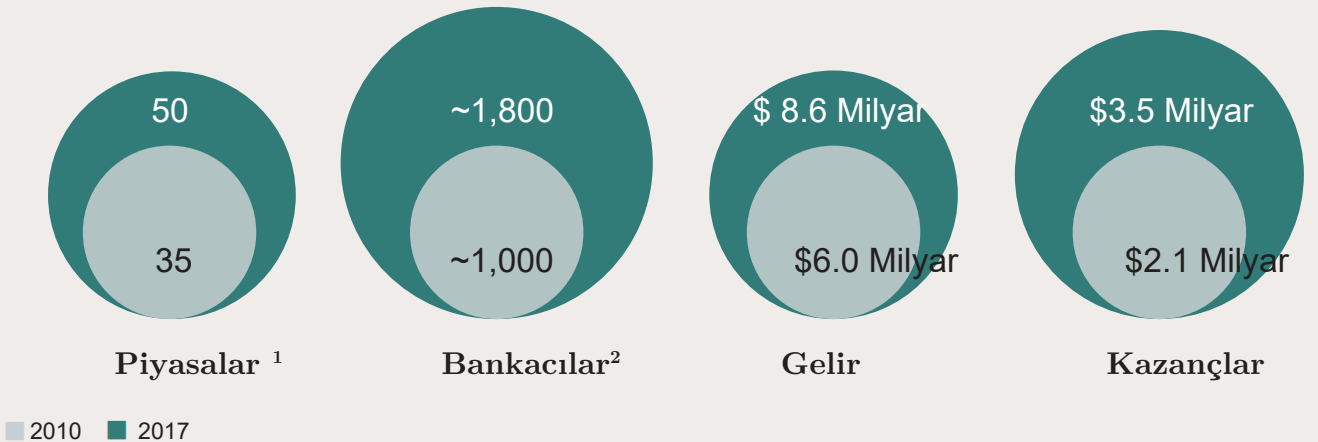 50 ~1,800 $ 8.6 Milyar $3.5 Milyar
35 ~1,000 $6.0 Milyar $2.1 Milyar
Piyasalar ¹ Bankacılar² Gelir Kazançlar
2010 2017